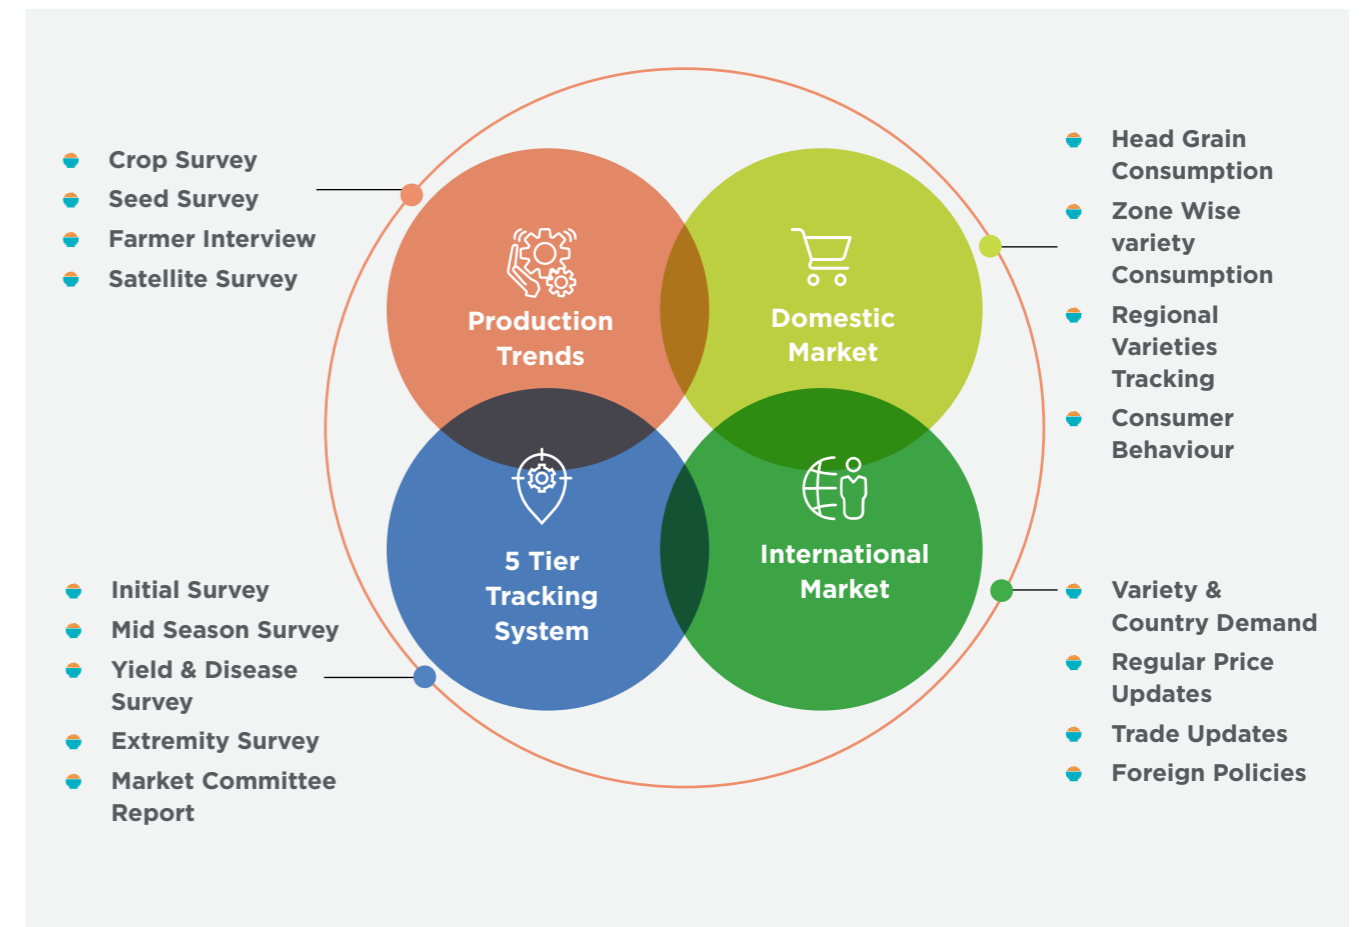 Crop Survey
Seed Survey
Farmer Interview
Satellite Survey
Production
Trends
Domestic
Market
Head Grain
Consumption
Zone Wise
variety
Consumption
Regional
Varieties
Tracking
Consumer
Behaviour
Initial Survey
Mid Season Survey
Yield & Disease
Survey
Extremity Survey
Market Committee
Report
5 Tier
Tracking
System
International
Market
Variety &
Country Demand
Regular Price
Updates
Trade Updates
Foreign Policies